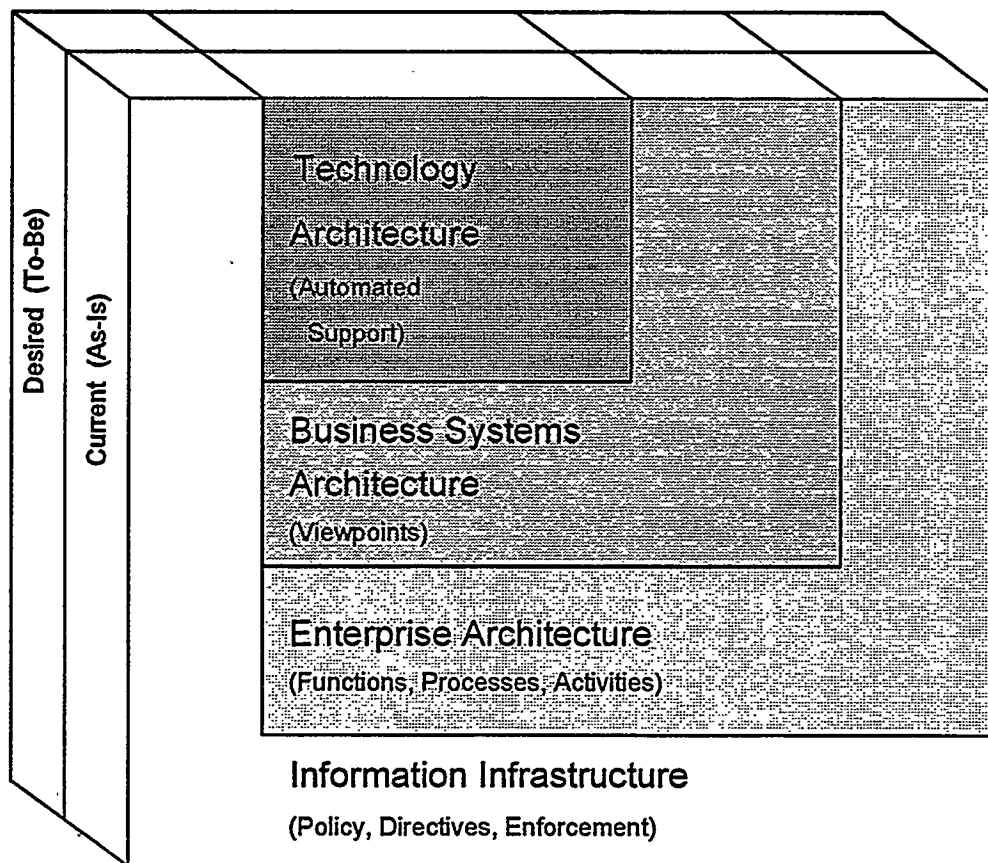 Desired (To-Be)
Current (As-Is)
Technology
Architecture
(Automated
Support)
Business Systems
Architecture
(Viewpoints)
Enterprise Architecture
(Functions, Processes, Activities)
Information Infrastructure
(Policy, Directives, Enforcement)